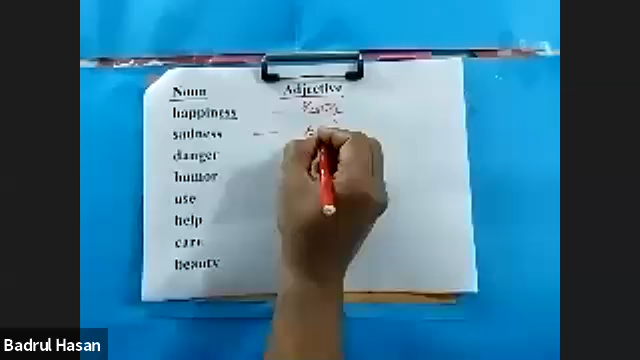 Noun Adjective
happiness happy
sadness
danger
humor
use
help
care
beauty
Badrul Hasan